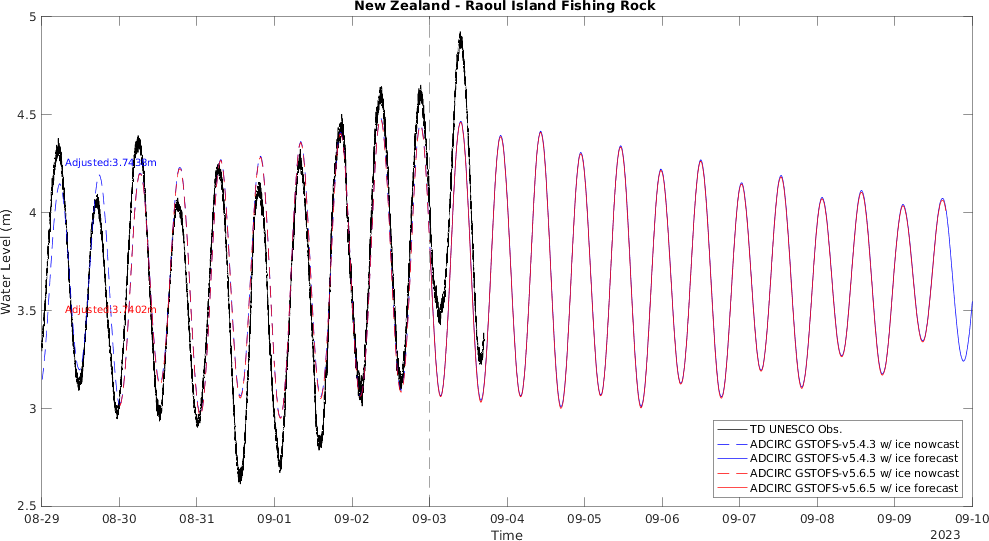 New Zealand - Raoul Island Fishing Rock
Water Level (m)
5
4.5
4
3.5
3
2.5
Adjusted:3.7433m
Adjusted:3.7402m
TD UNESCO Obs.
ADCIRC GSTOFS-v5.4.3 w/ ice nowcast
ADCIRC GSTOFS-v5.4.3 w/ ice forecast
ADCIRC GSTOFS-v5.6.5 w/ ice nowcast
ADCIRC GSTOFS-v5.6.5 w/ ice forecast
08-29 08-30 08-31 09-01 09-02 09-03 09-04 09-05 09-06 09-07 09-08 09-09 09-10
Time
2023